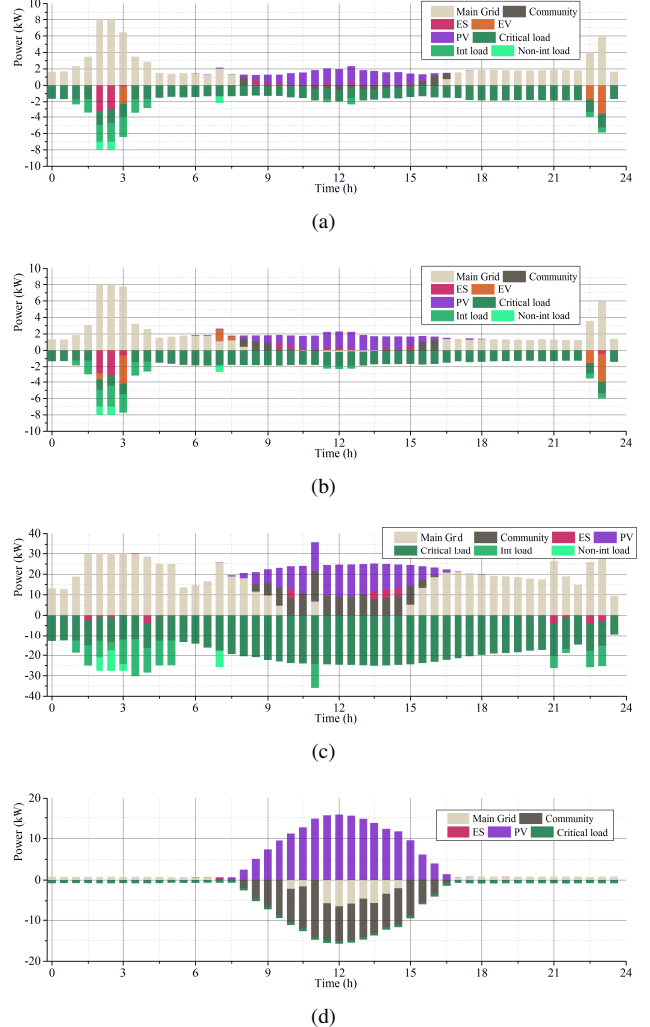 Main Grid Community
ES EV
PV Critical load
Int load Non-int load
Power (kW)
10
8
6
4
2
0
-2
-4
-6
-8
-10
0 3 6 9 12 15 18 21 24
Time (h)
(a)
Main Grid Community
ES EV
PV Critical load
Int load Non-int load
Power (kW)
10
8
6
4
2
0
-2
-4
-6
-8
-10
0 3 6 9 12 15 18 21 24
Time (h)
(b)
Main Grd Community ES PV
Critical load Int load Non-int load
Power (kW)
40
30
20
10
0
-10
-20
-30
-40
0 3 6 9 12 15 18 21 24
Time (h)
(c)
Main Grid Community
ES PV Critical load
Power (kW)
20
10
0
-10
-20
0 3 6 9 12 15 18 21 24
Time (h)
(d)